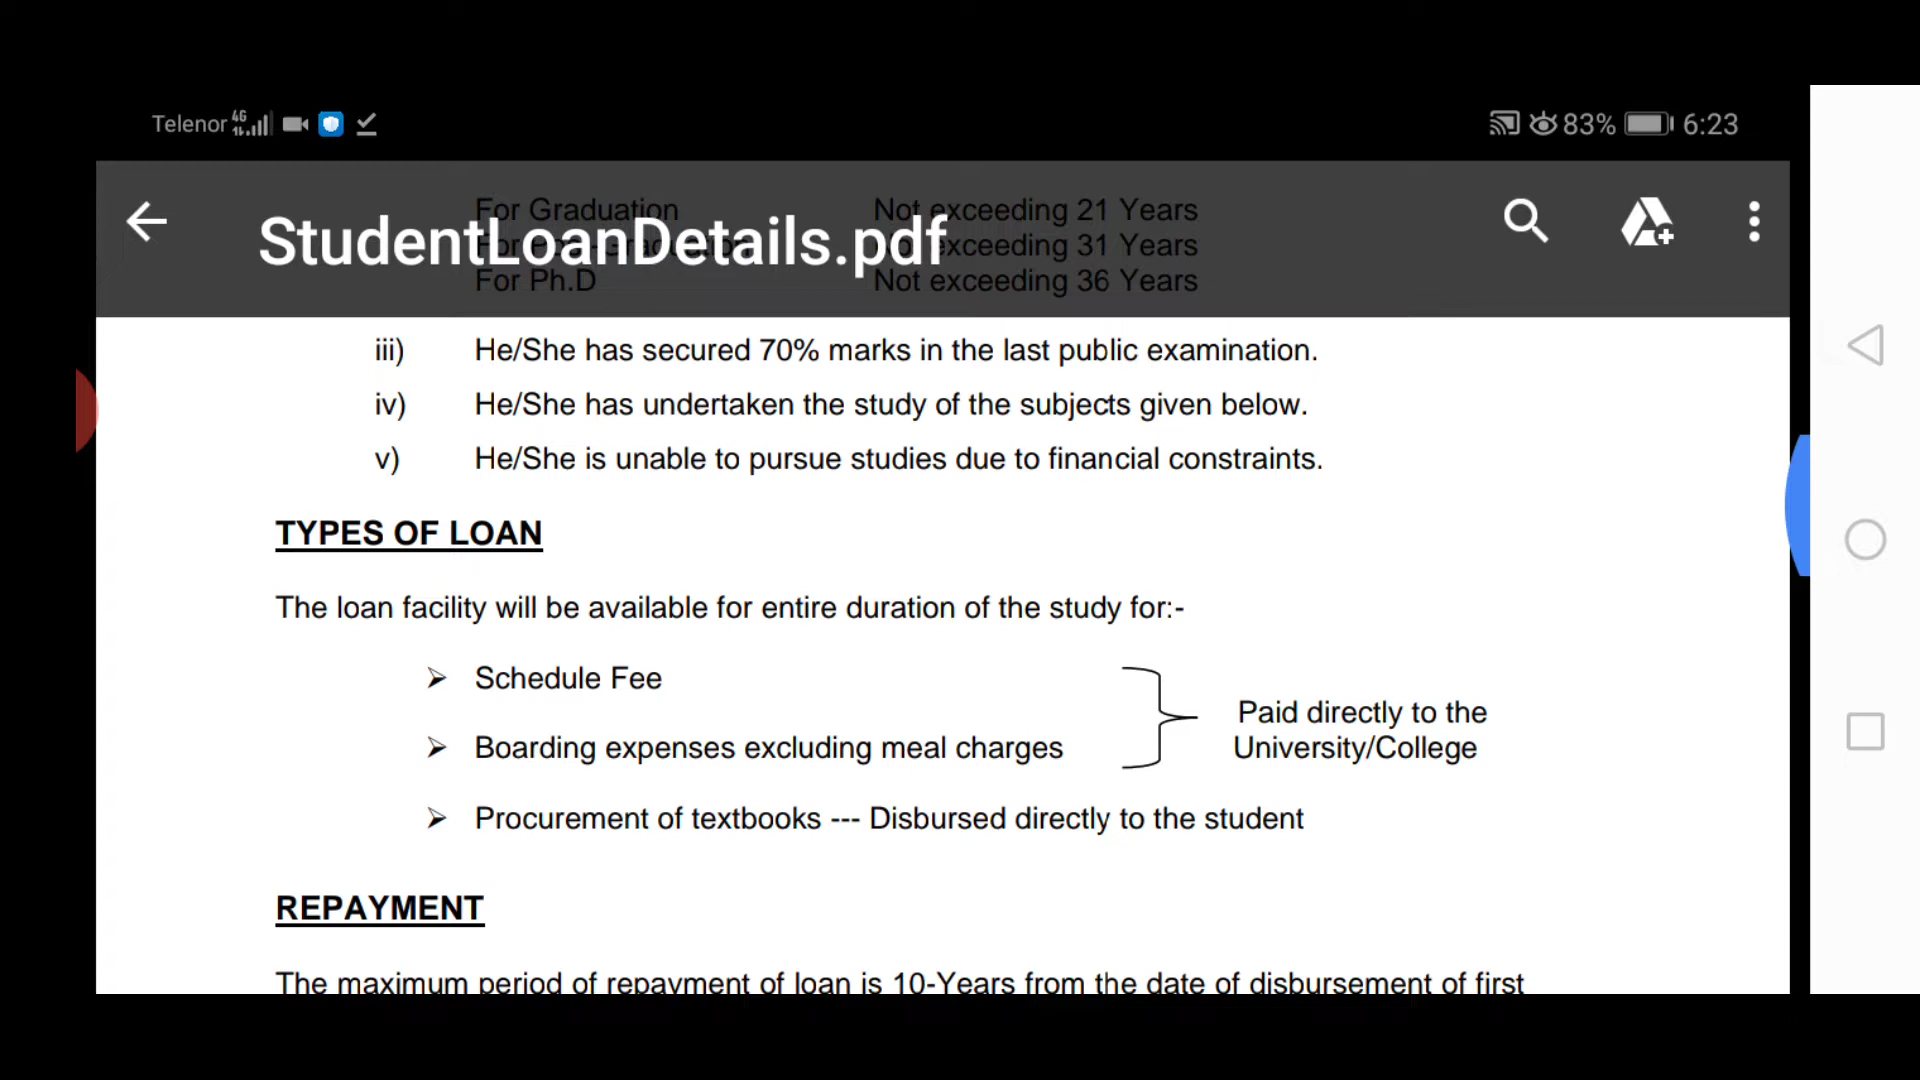 Telenor 4G 83% 6:23
For Graduation Not exceeding 21 Years
StudentLoanDetails.pdf
exceeding 31 Years
For Ph.D Not exceeding 36 Years
iii) He/She has secured 70% marks in the last public examination.
iv) He/She has undertaken the study of the subjects given below.
v) He/She is unable to pursue studies due to financial constraints.
TYPES OF LOAN
The loan facility will be available for entire duration of the study for:-
➢ Schedule Fee
➢ Boarding expenses excluding meal charges
Paid directly to the
University/College
➢ Procurement of textbooks --- Disbursed directly to the student
REPAYMENT
The maximum period of repayment of loan is 10-Years from the date of disbursement of first